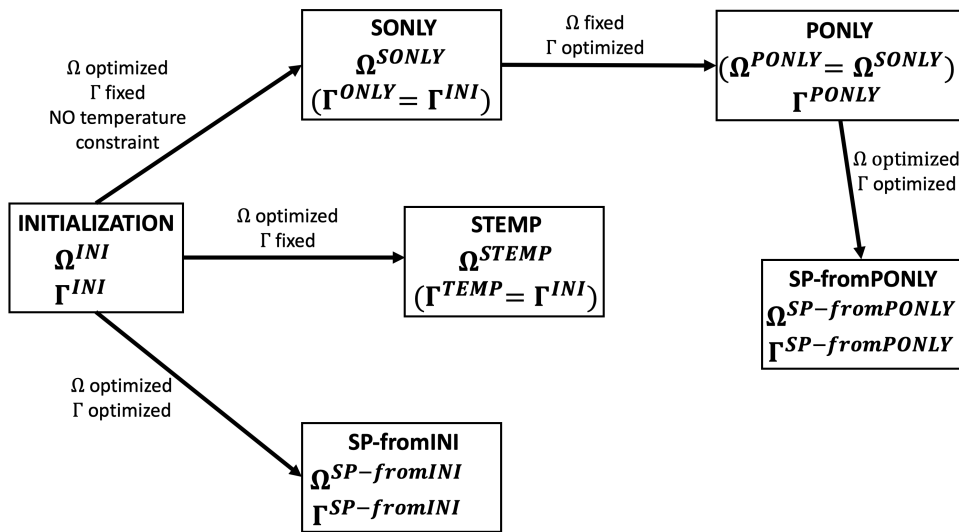 Ω optimized
Γ fixed
NO temperature
constraint
SONLY
Ω^{SONLY}
(Γ^{ONLY} = Γ^{INI})
Ω fixed
Γ optimized
PONLY
(Ω^{PONLY} = Ω^{SONLY})
Γ^{PONLY}
Ω optimized
Γ optimized
INITIALIZATION
Ω^{INI}
Γ^{INI}
Ω optimized
Γ fixed
STEMP
Ω^{STEMP}
(Γ^{TEMP} = Γ^{INI})
SP-fromPONLY
Ω^{SP-fromPONLY}
Γ^{SP-fromPONLY}
Ω optimized
Γ optimized
SP-fromINI
Ω^{SP-fromINI}
Γ^{SP-fromINI}